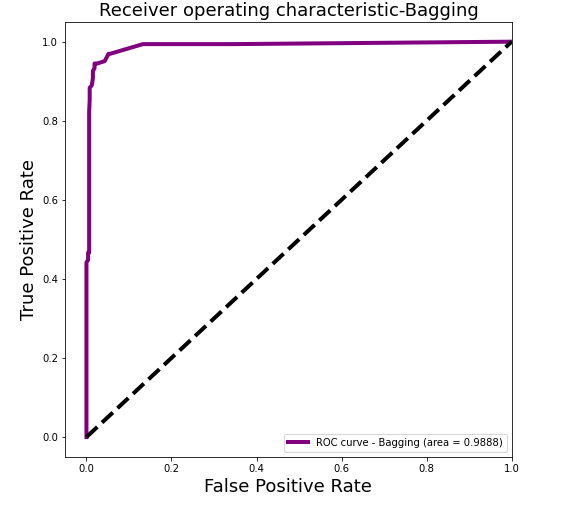 Receiver operating characteristic-Bagging
1.0
0.8
0.6
0.4
0.2
0.0
True Positive Rate
ROC curve - Bagging (area = 0.9888)
0.0 0.2 0.4 0.6 0.8 1.0
False Positive Rate